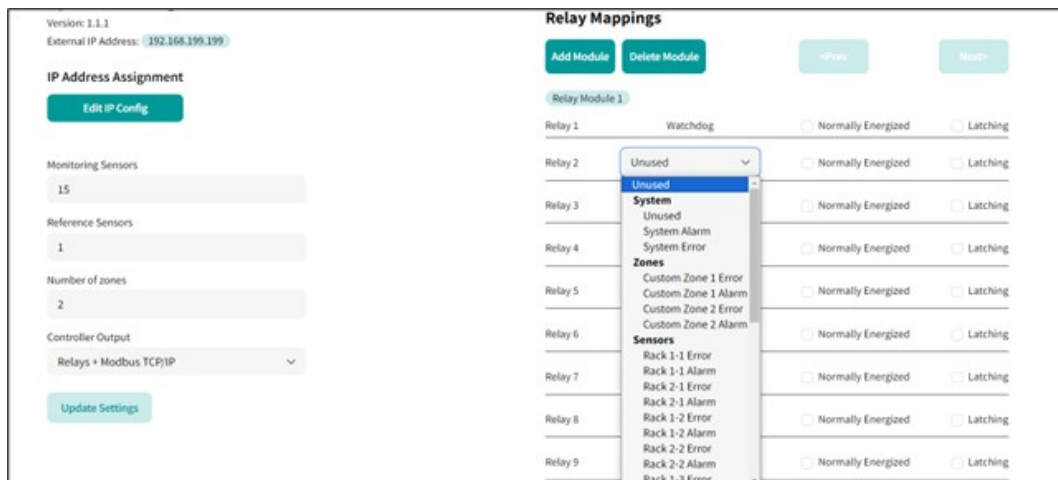 Version: 1.1.1
External IP Address: 192.168.199.199
IP Address Assignment
Edit IP Config
Monitoring Sensors
15
Reference Sensors
1
Number of zones
2
Controller Output
Relays + Modbus TCP/IP
Update Settings
Relay Mappings
Add Module Delete Module <Prev Next>
Relay Module 1
Relay 1 Watchdog Normally Energized Latching
Relay 2 Unused Normally Energized Latching
Relay 3 Normally Energized Latching
Relay 4 Normally Energized Latching
Relay 5 Normally Energized Latching
Relay 6 Normally Energized Latching
Relay 7 Normally Energized Latching
Relay 8 Normally Energized Latching
Relay 9 Normally Energized Latching
Unused
System
Unused
System Alarm
System Error
Zones
Custom Zone 1 Error
Custom Zone 1 Alarm
Custom Zone 2 Error
Custom Zone 2 Alarm
Sensors
Rack 1-1 Error
Rack 1-1 Alarm
Rack 2-1 Error
Rack 2-1 Alarm
Rack 1-2 Error
Rack 1-2 Alarm
Rack 2-2 Error
Rack 2-2 Alarm
Rack 1-3 Error